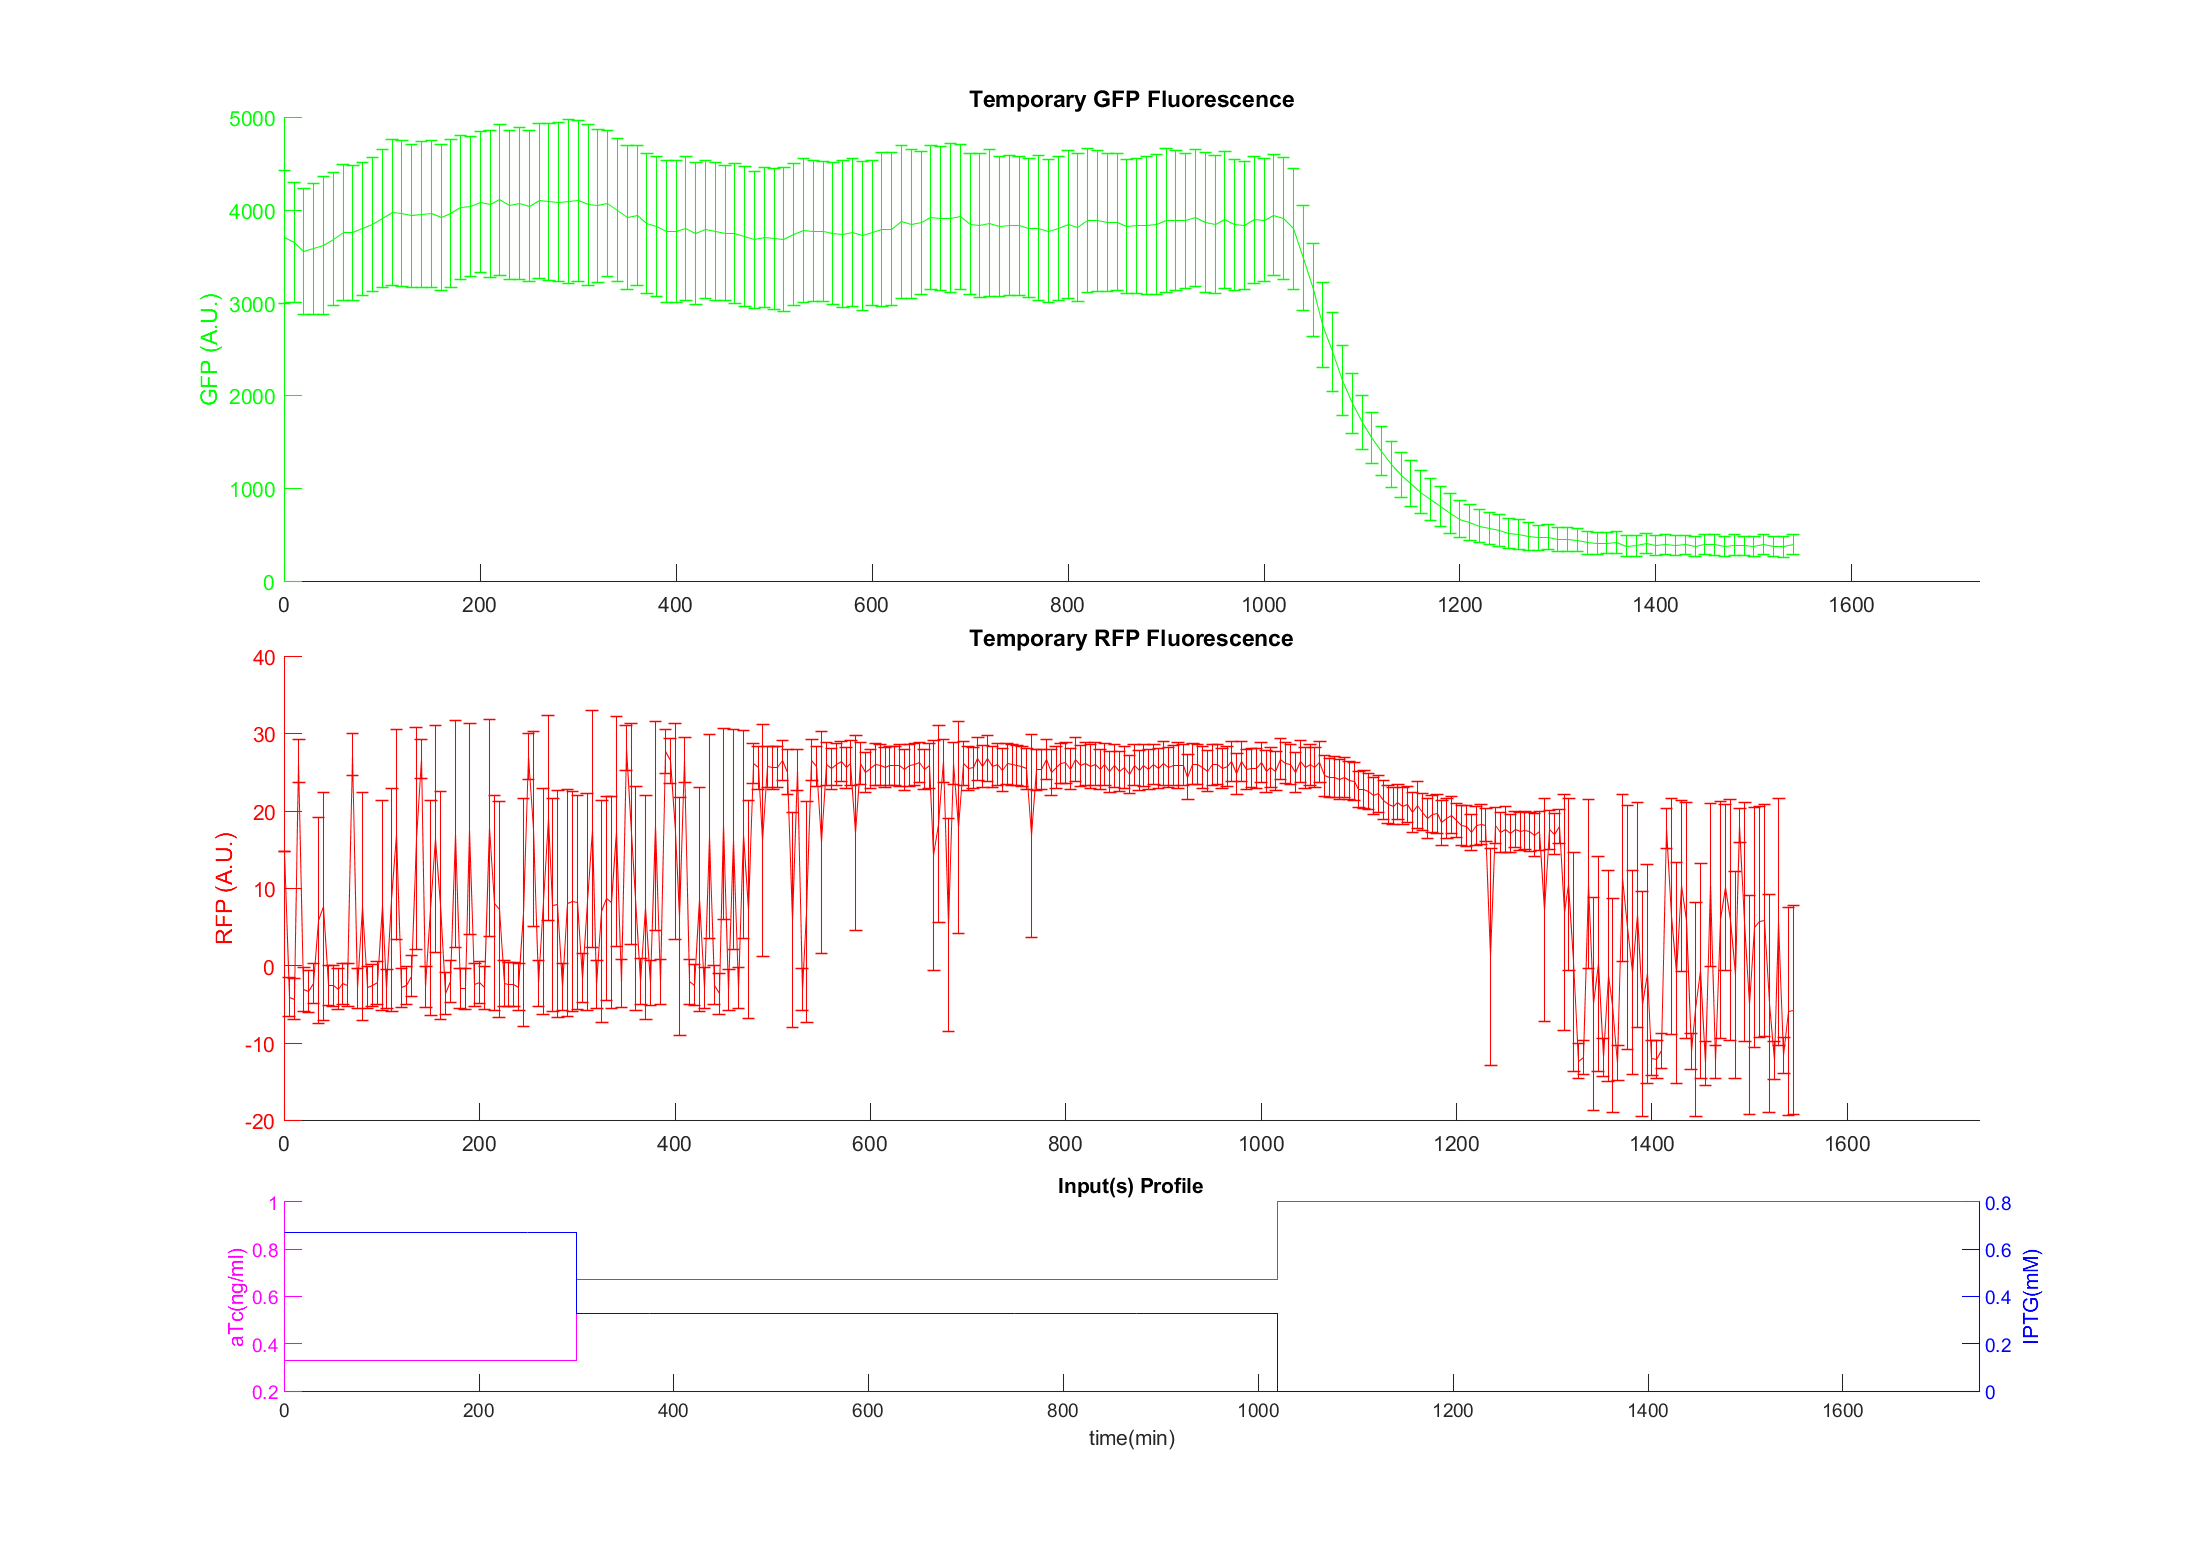 Temporary GFP Fluorescence
GFP (A.U.)
5000
4000
3000
2000
1000
0
0 200 400 600 800 1000 1200 1400 1600
Temporary RFP Fluorescence
RFP (A.U.)
40
30
20
10
0
-10
-20
0 200 400 600 800 1000 1200 1400 1600
Input(s) Profile
aTc(ng/ml)
1
0.8
0.6
0.4
0.2
IPTG(mM)
0.8
0.6
0.4
0.2
0
0 200 400 600 800 1000 1200 1400 1600
time(min)